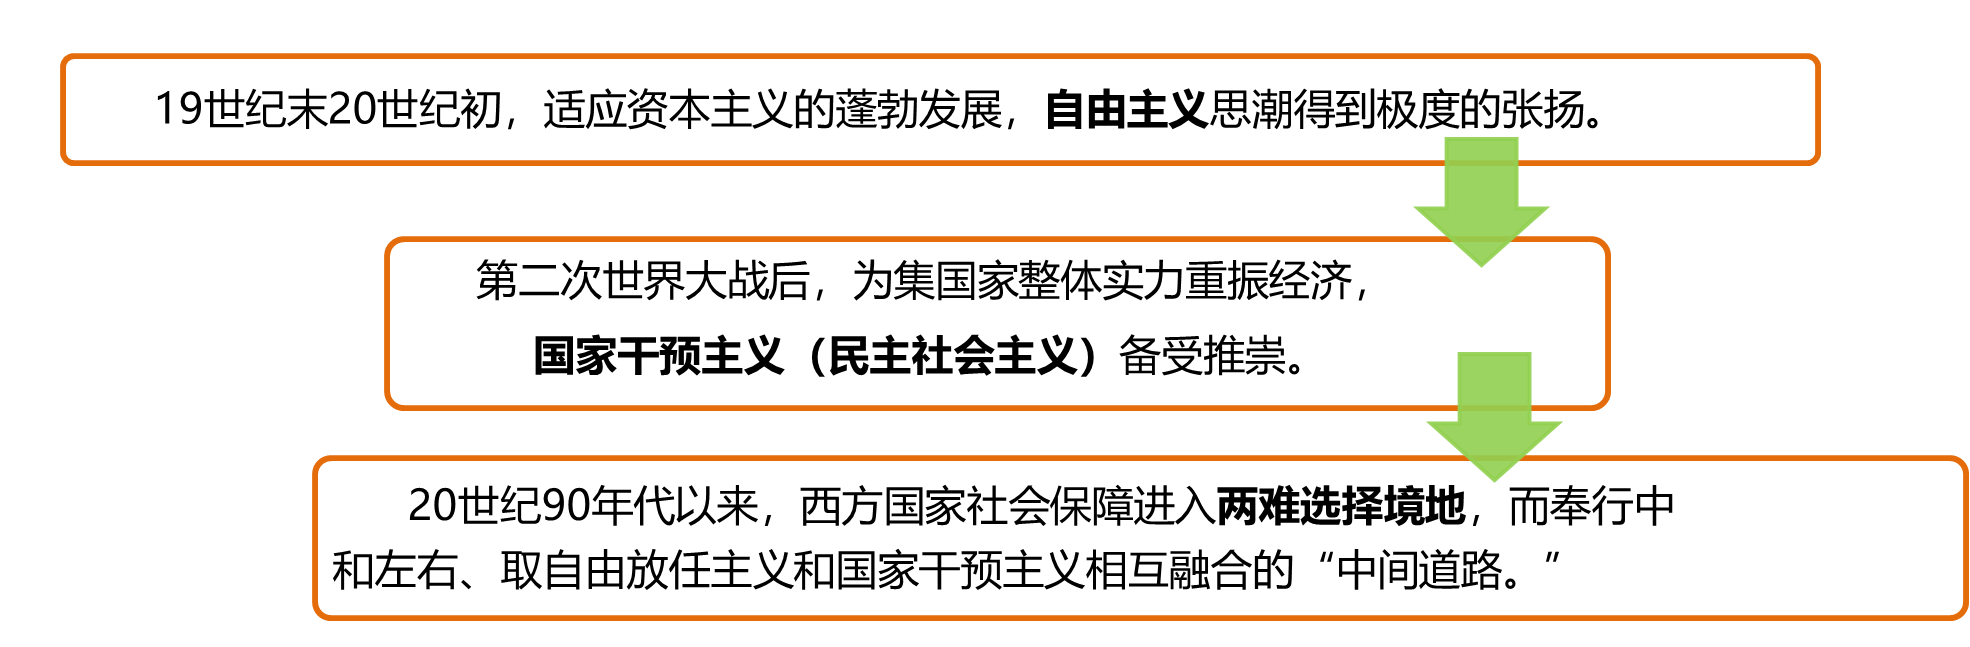 19世纪末20世纪初，适应资本主义的蓬勃发展，自由主义思潮得到极度的张扬。
第二次世界大战后，为集国家整体实力重振经济，
国家干预主义（民主社会主义）备受推崇。
20世纪90年代以来，西方国家社会保障进入两难选择境地，而奉行中
和左右、取自由放任主义和国家干预主义相互融合的“中间道路。”